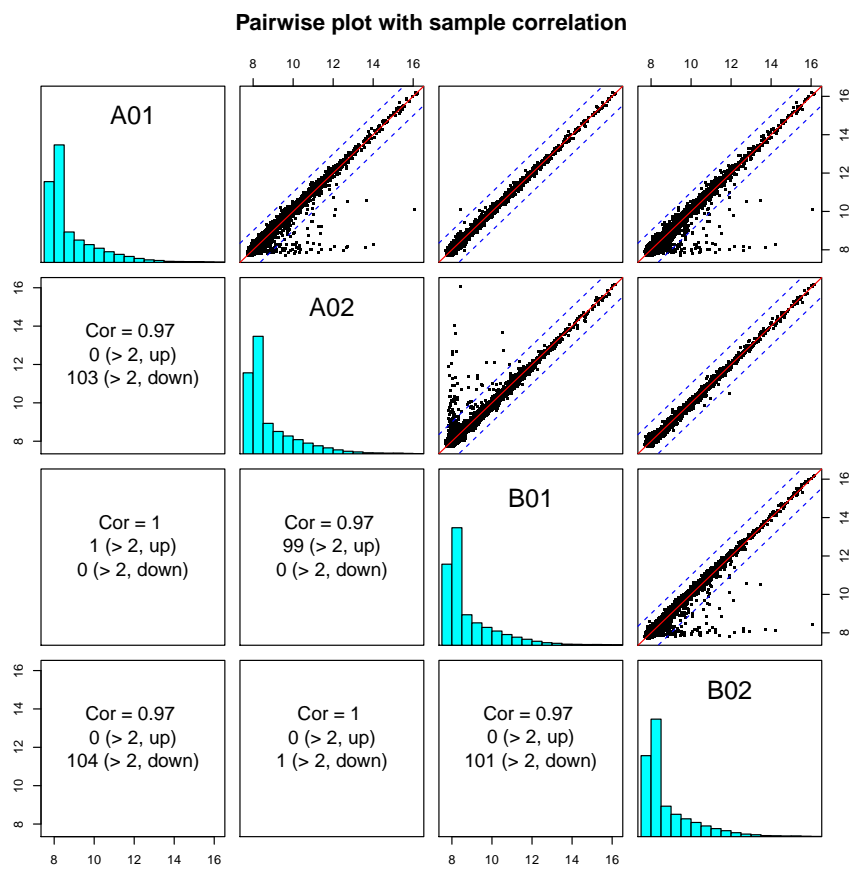 Pairwise plot with sample correlation
8 10 12 14 16
8 10 12 14 16
A01
8 10 12 14 16
8 10 12 14 16
Cor = 0.97
0 (> 2, up)
103 (> 2, down)
A02
Cor = 1
1 (> 2, up)
0 (> 2, down)
Cor = 0.97
99 (> 2, up)
0 (> 2, down)
B01
8 10 12 14 16
8 10 12 14 16
Cor = 0.97
0 (> 2, up)
104 (> 2, down)
Cor = 1
0 (> 2, up)
1 (> 2, down)
Cor = 0.97
0 (> 2, up)
101 (> 2, down)
B02
8 10 12 14 16
8 10 12 14 16